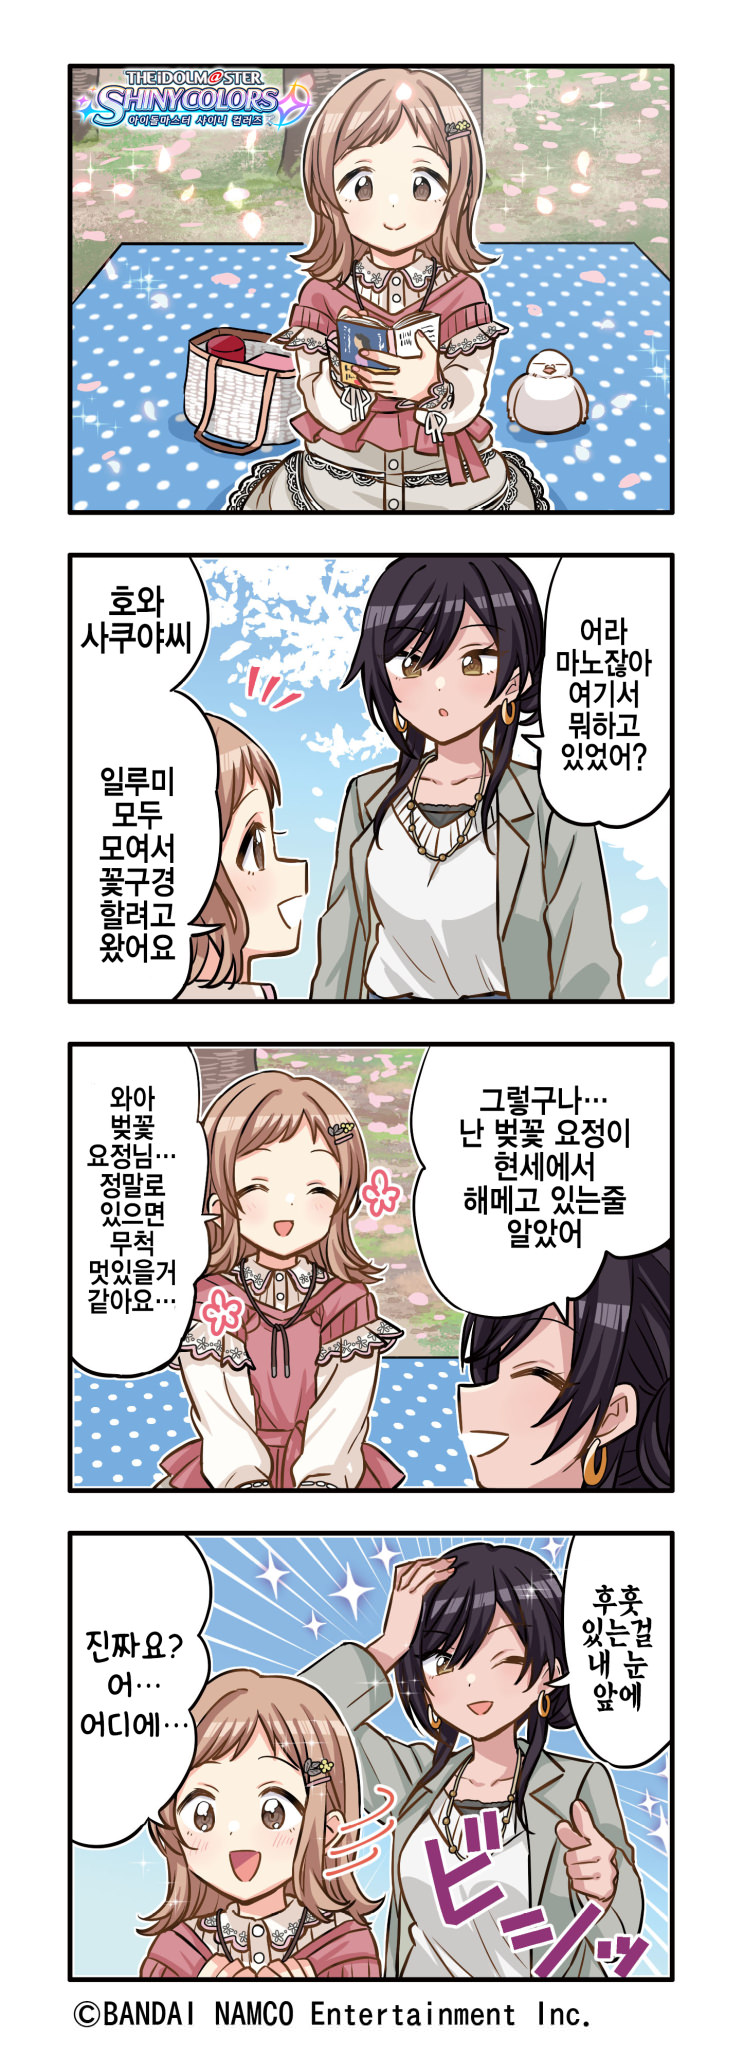 THE iDOLM@STER
SHINY COLORS
아이돌마스터 샤이니 컬러즈
어라
마노잖아
여기서
뭐하고
있었어?
호와
사쿠야씨
일루미
모두
모여서
꽃구경
할려고
왔어요
그렇구나…
난 벚꽃 요정이
현세에서
해메고 있는줄
알았어
와아
벚꽃
요정님…
정말로
있으면
무척
멋있을거
같아요…
후훗
있는걸
내 눈
앞에
진짜요?
어…
어디에…
ビシッ
©BANDAI NAMCO Entertainment Inc.